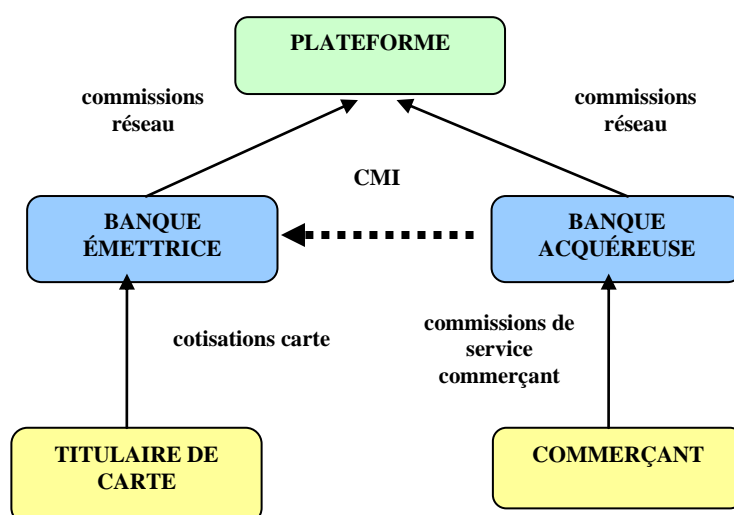 PLATEFORME
commissions
réseau
commissions
réseau
CMI
BANQUE
ÉMETTRICE
BANQUE
ACQUÉREUSE
cotisations carte
commissions de
service
commerçant
TITULAIRE DE
CARTE
COMMERÇANT